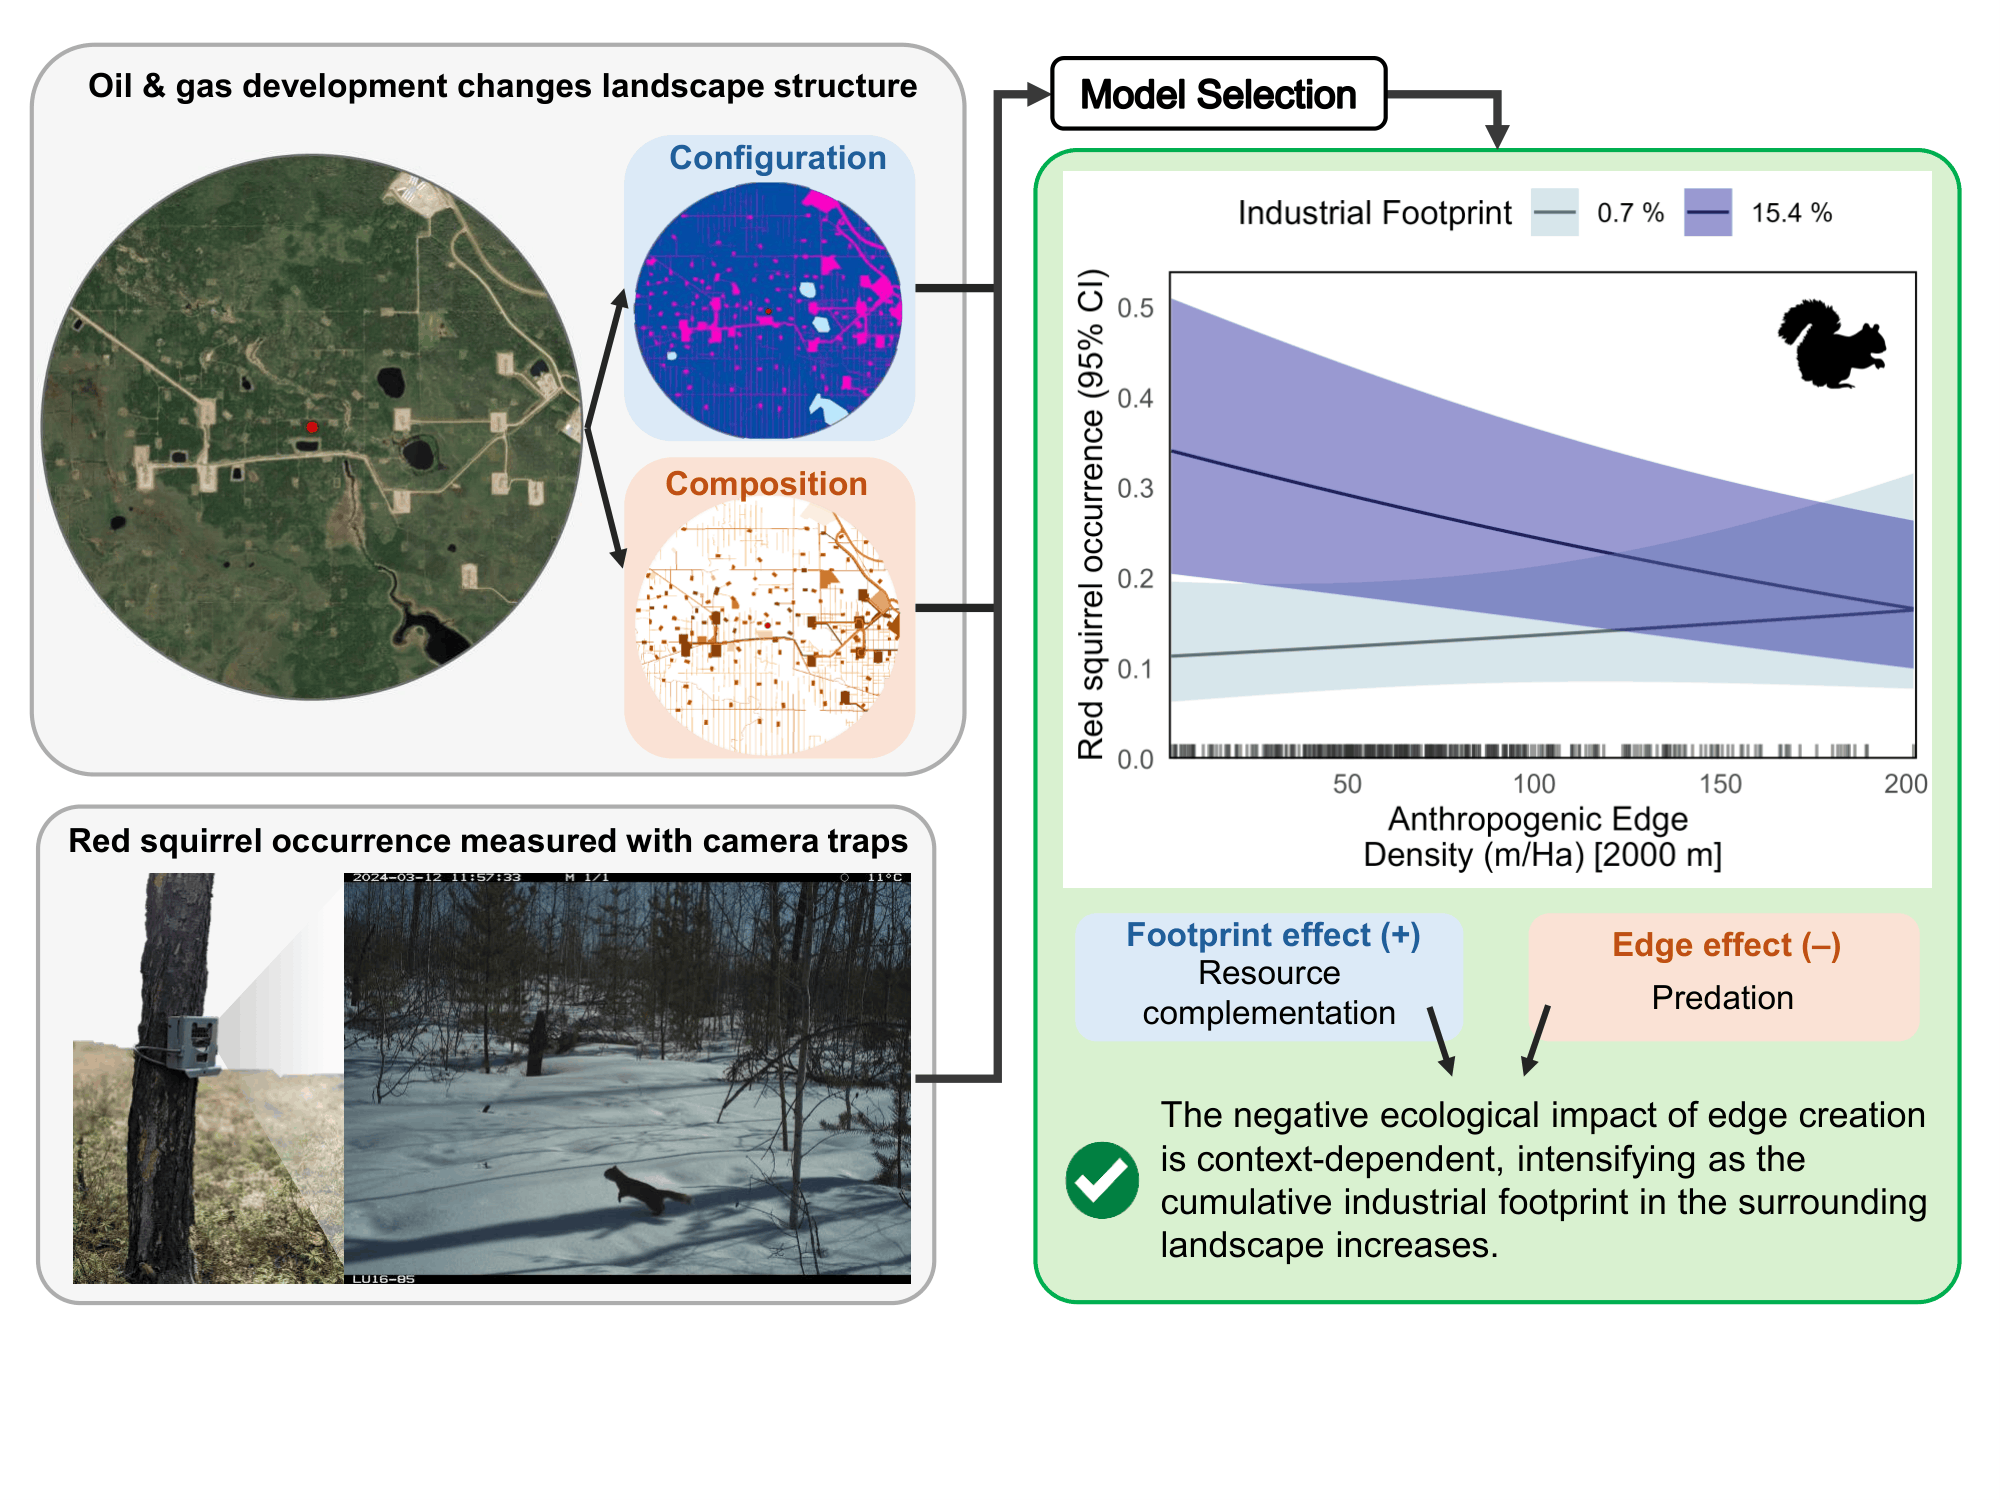 Oil & gas development changes landscape structure
Configuration
Composition
Red squirrel occurrence measured with camera traps
2024-03-12 11:57:33 M 1/1 11°C
LU16-85
Model Selection
Industrial Footprint 0.7 % 15.4 %
Red squirrel occurrence (95% CI)
0.5
0.4
0.3
0.2
0.1
0.0
50 100 150 200
Anthropogenic Edge
Density (m/Ha) [2000 m]
Footprint effect (+)
Resource
complementation
Edge effect (–)
Predation
The negative ecological impact of edge creation
is context-dependent, intensifying as the
cumulative industrial footprint in the surrounding
landscape increases.